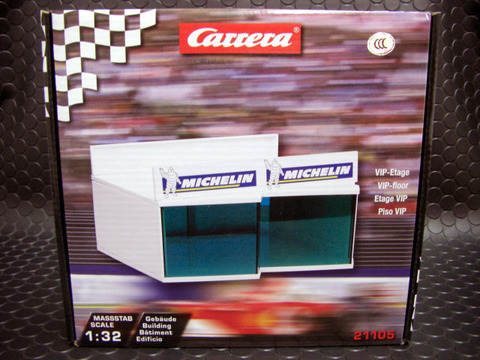 Carrera®
CCC
MICHELIN
MICHELIN
VIP-Etage
VIP-floor
Etage VIP
Piso VIP
MASSSTAB
SCALE
1:32
Gebäude
Building
Bâtiment
Edificio
21105